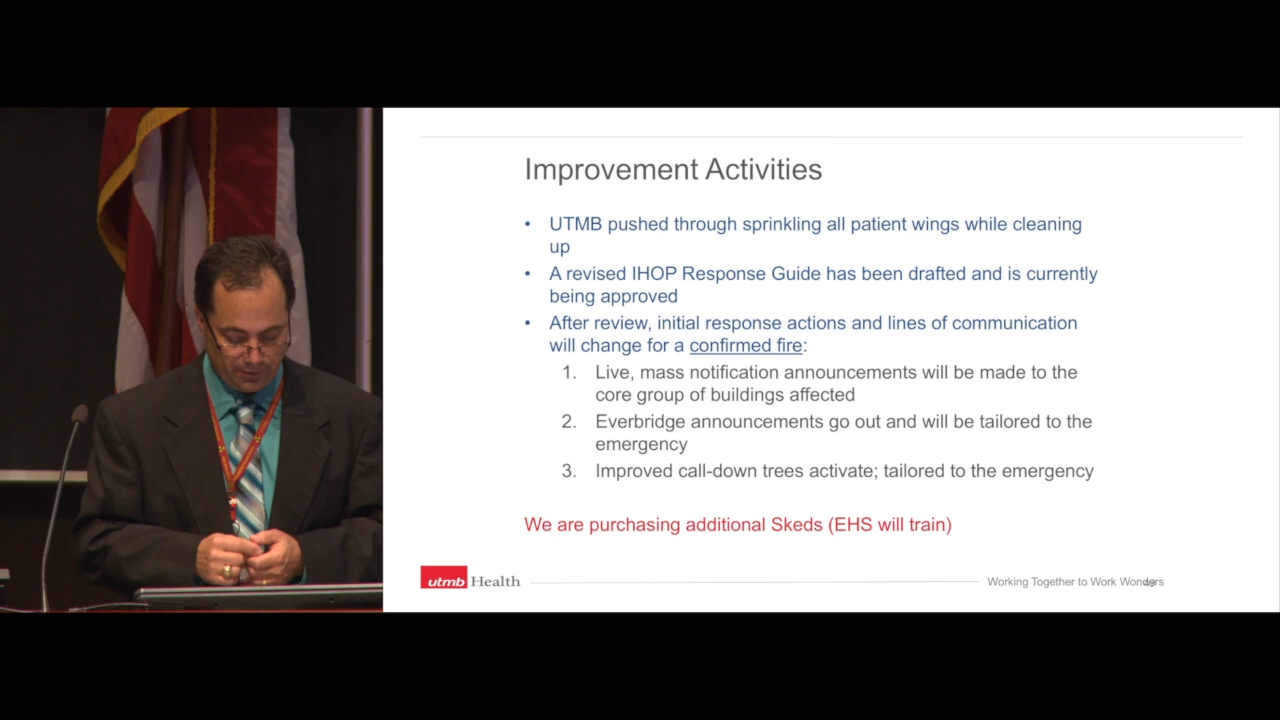 Improvement Activities
• UTMB pushed through sprinkling all patient wings while cleaning
up
• A revised IHOP Response Guide has been drafted and is currently
being approved
• After review, initial response actions and lines of communication
will change for a confirmed fire:
1. Live, mass notification announcements will be made to the
core group of buildings affected
2. Everbridge announcements go out and will be tailored to the
emergency
3. Improved call-down trees activate; tailored to the emergency
We are purchasing additional Skeds (EHS will train)
utmb Health
Working Together to Work Wonders